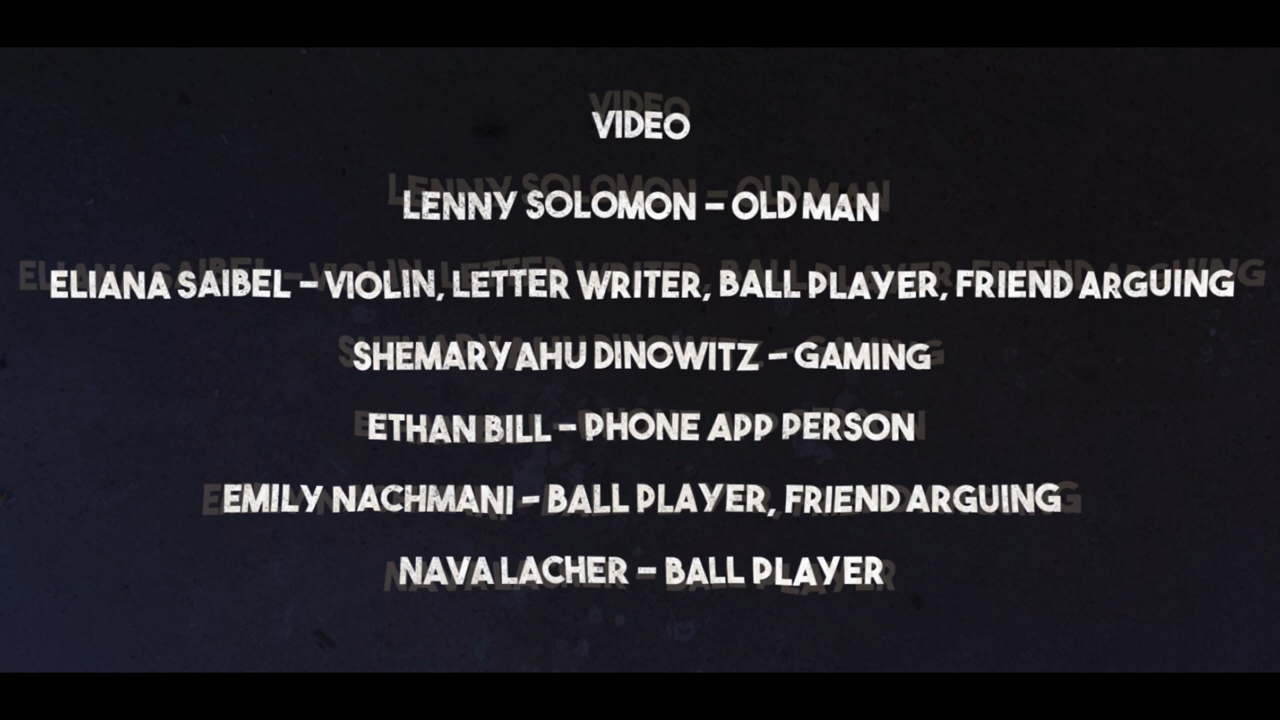 VIDEO
LENNY SOLOMON – OLD MAN
ELIANA SAIBEL – VIOLIN, LETTER WRITER, BALL PLAYER, FRIEND ARGUING
SHEMARYAHU DINOWITZ – GAMING
ETHAN BILL – PHONE APP PERSON
EMILY NACHMANI – BALL PLAYER, FRIEND ARGUING
NAVA LACHER – BALL PLAYER